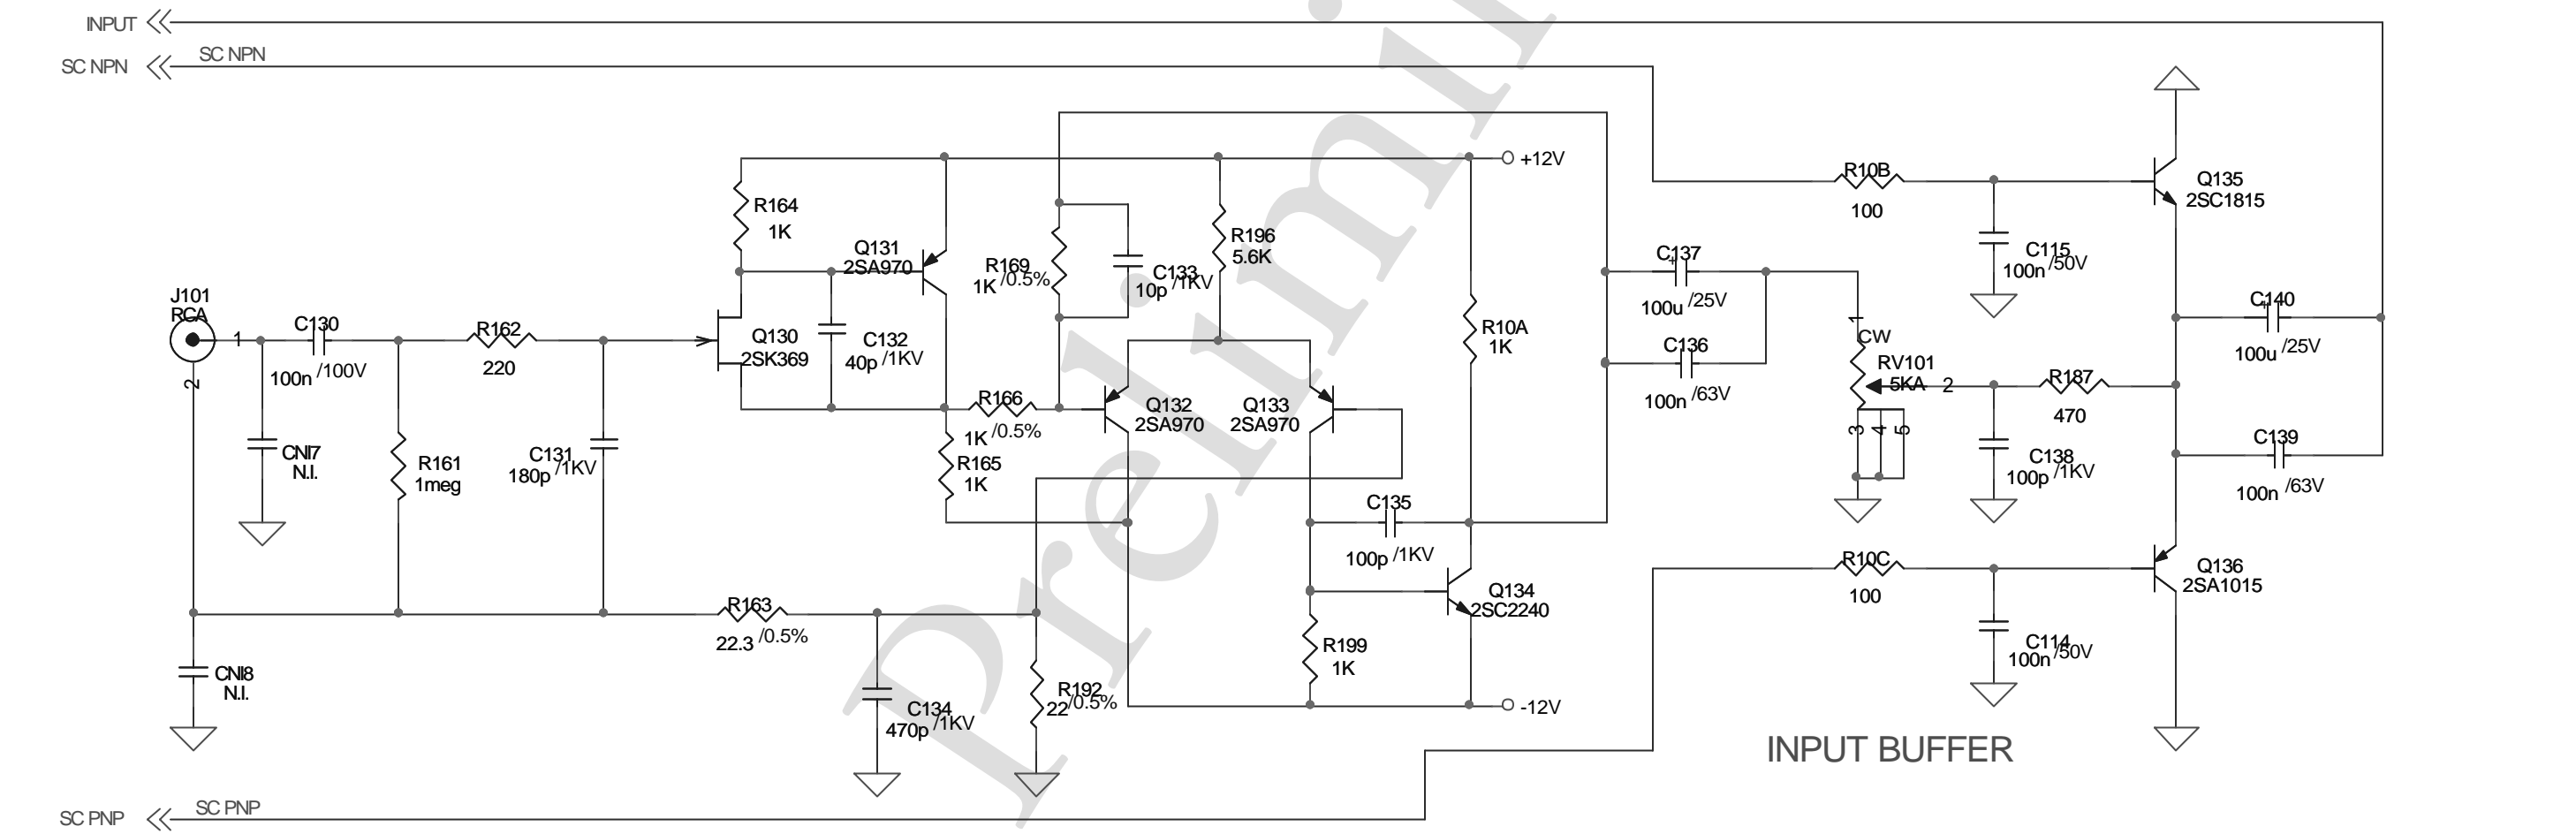 INPUT
SC NPN
SC NPN
+12V
R10B
100
Q135
2SC1815
R164
1K
Q131
2SA970
R169
1K /0.5%
C133
10p /1KV
R196
5.6K
C137
+
100u /25V
C115
100n /50V
J101
RCA
1
2
C130
100n /100V
R162
220
Q130
2SK369
C132
40p /1KV
R10A
1K
C136
100n /63V
1
CW
RV101
5KA
2
3
4
5
R187
470
C140
+
100u /25V
CNI7
N.I.
R161
1meg
C131
180p /1KV
R166
1K /0.5%
R165
1K
Q132
2SA970
Q133
2SA970
C138
100p /1KV
C139
100n /63V
C135
100p /1KV
R10C
100
Q136
2SA1015
R163
22.3 /0.5%
Q134
2SC2240
R199
1K
C114
100n /50V
CNI8
N.I.
C134
470p /1KV
R192
22 /0.5%
-12V
INPUT BUFFER
SC PNP
SC PNP
Prelimi